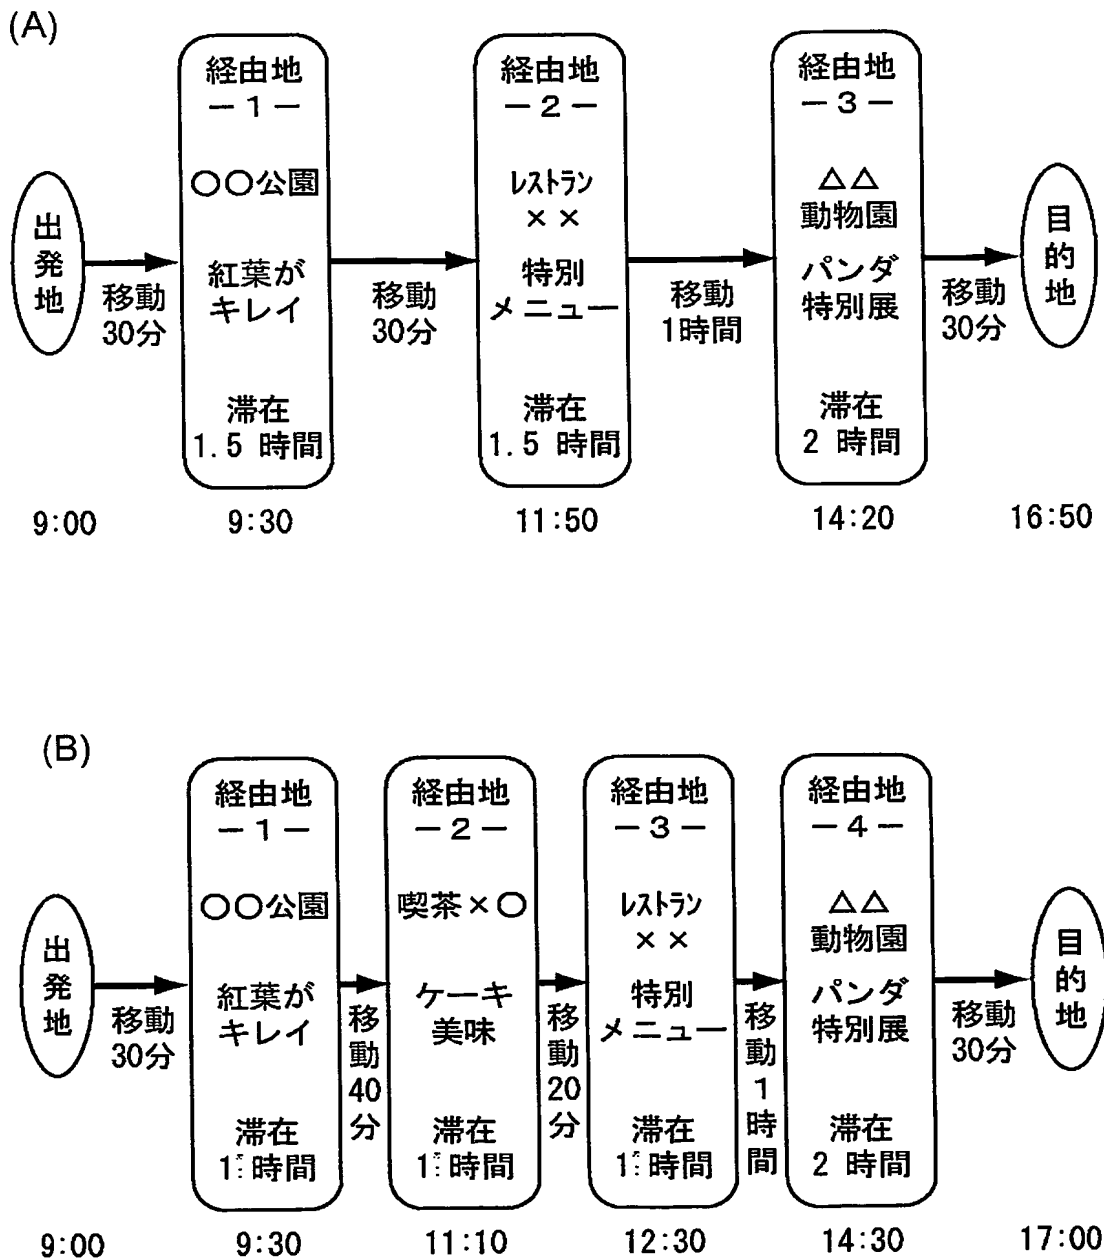 (A)
出発地
移動
30分
経由地
－1－
○○公園
紅葉が
キレイ
滞在
1.5 時間
移動
30分
経由地
－2－
レストラン
××
特別
メニュー
滞在
1.5 時間
移動
1時間
経由地
－3－
△△
動物園
パンダ
特別展
滞在
2 時間
移動
30分
目的地
9:00
9:30
11:50
14:20
16:50
(B)
出発地
移動
30分
経由地
－1－
○○公園
紅葉が
キレイ
滞在
1 時間
移動40分
経由地
－2－
喫茶×○
ケーキ
美味
滞在
1 時間
移動20分
経由地
－3－
レストラン
××
特別
メニュー
滞在
1 時間
移動1時間
経由地
－4－
△△
動物園
パンダ
特別展
滞在
2 時間
移動
30分
目的地
9:00
9:30
11:10
12:30
14:30
17:00